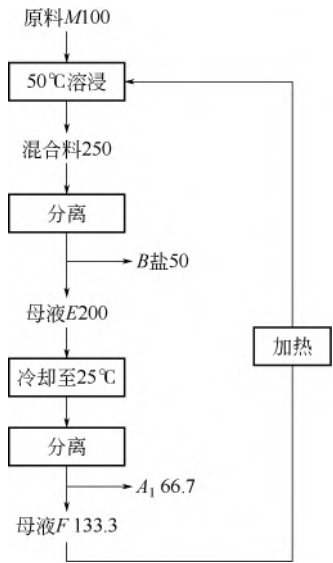 原料M100
50℃溶浸
混合料250
分离
B盐50
母液E200
加热
冷却至25℃
分离
A₁ 66.7
母液F 133.3